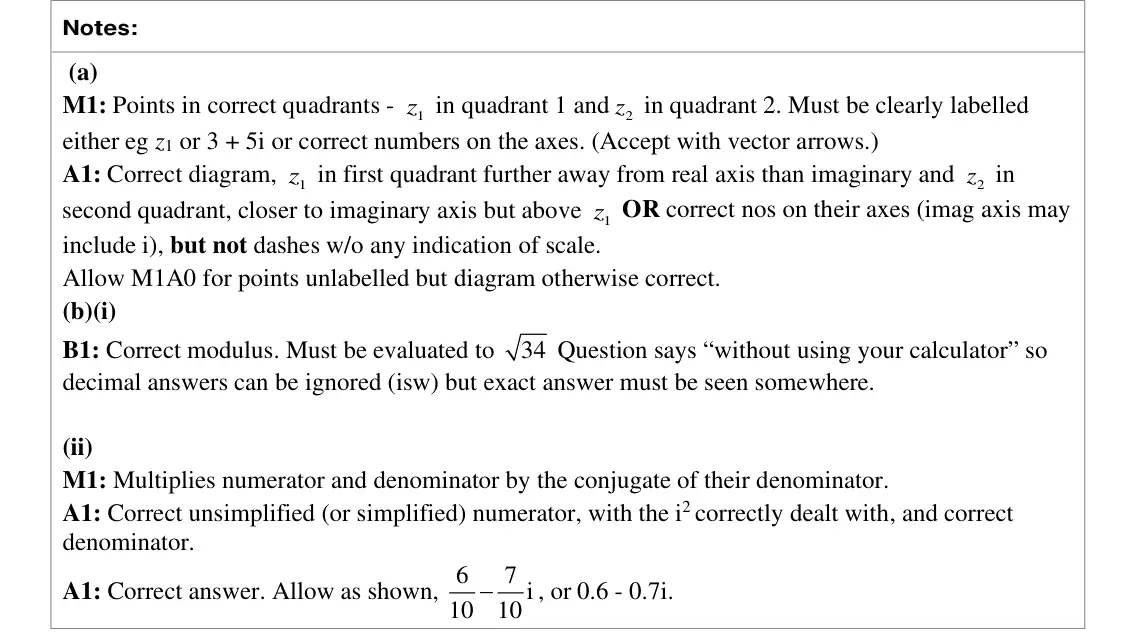 Notes:
(a)
M1: Points in correct quadrants - z₁ in quadrant 1 and z₂ in quadrant 2. Must be clearly labelled
either eg z₁ or 3 + 5i or correct numbers on the axes. (Accept with vector arrows.)
A1: Correct diagram, z₁ in first quadrant further away from real axis than imaginary and z₂ in
second quadrant, closer to imaginary axis but above z₁ OR correct nos on their axes (imag axis may
include i), but not dashes w/o any indication of scale.
Allow M1A0 for points unlabelled but diagram otherwise correct.
(b)(i)
B1: Correct modulus. Must be evaluated to √34 Question says “without using your calculator” so
decimal answers can be ignored (isw) but exact answer must be seen somewhere.
(ii)
M1: Multiplies numerator and denominator by the conjugate of their denominator.
A1: Correct unsimplified (or simplified) numerator, with the i² correctly dealt with, and correct
denominator.
A1: Correct answer. Allow as shown, 6/10 − 7/10 i , or 0.6 - 0.7i.